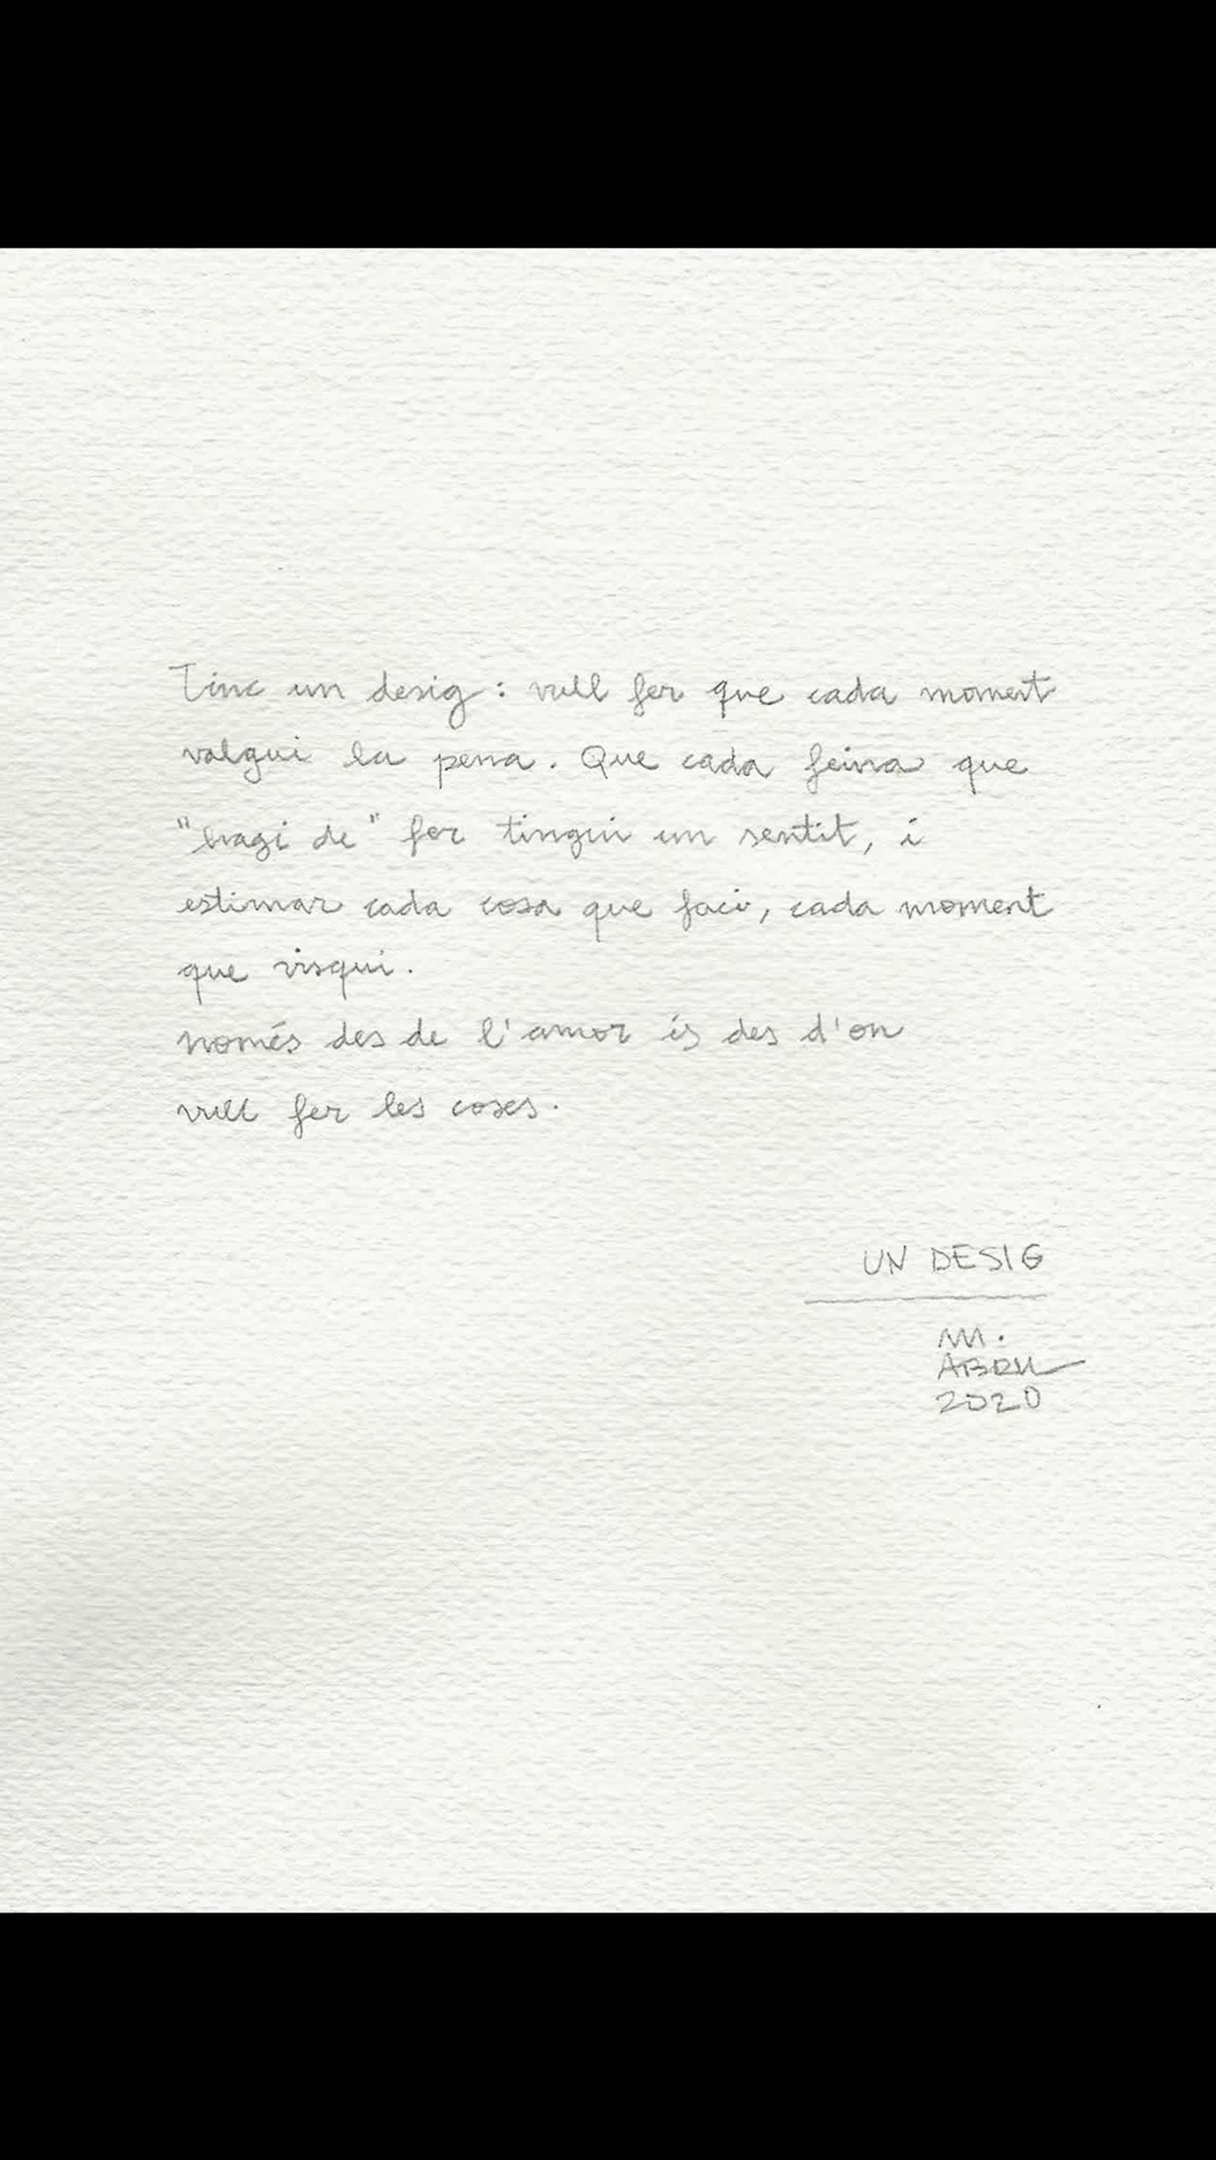 Tinc un desig: vull fer que cada moment
valgui la pena. Que cada feina que
"hagi de" fer tingui un sentit, i
estimar cada cosa que faci, cada moment
que visqui.
només des de l'amor és des d'on
vull fer les coses.
UN DESIG
M.
ABRIL
2020